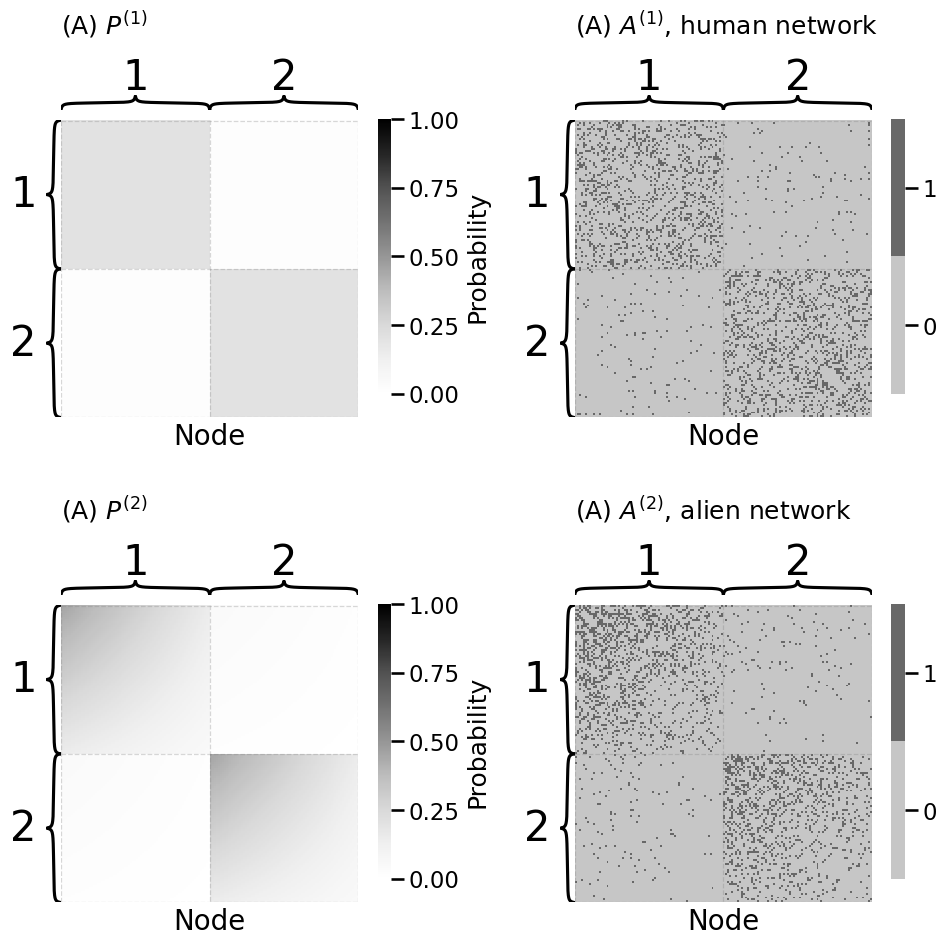 (A) P^(1)
1 2
1
2
Node
1.00
0.75
0.50
0.25
0.00
Probability
(A) A^(1), human network
1 2
1
2
Node
1
0
(A) P^(2)
1 2
1
2
Node
1.00
0.75
0.50
0.25
0.00
Probability
(A) A^(2), alien network
1 2
1
2
Node
1
0